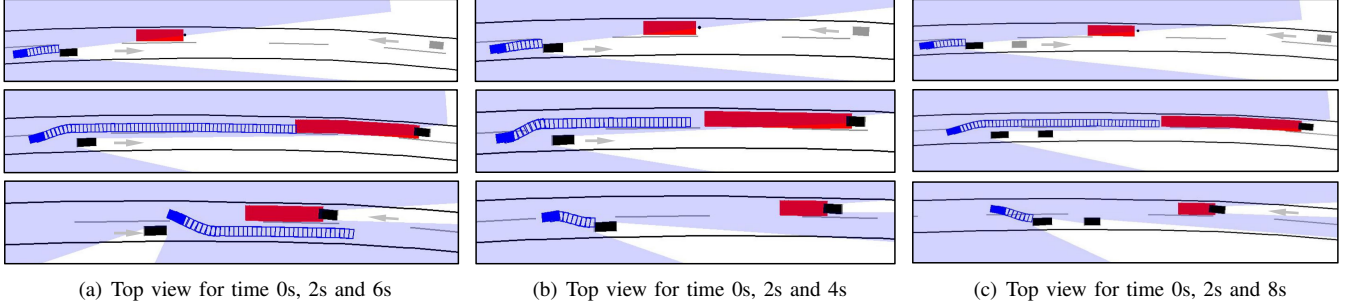 (a) Top view for time 0s, 2s and 6s
(b) Top view for time 0s, 2s and 4s
(c) Top view for time 0s, 2s and 8s